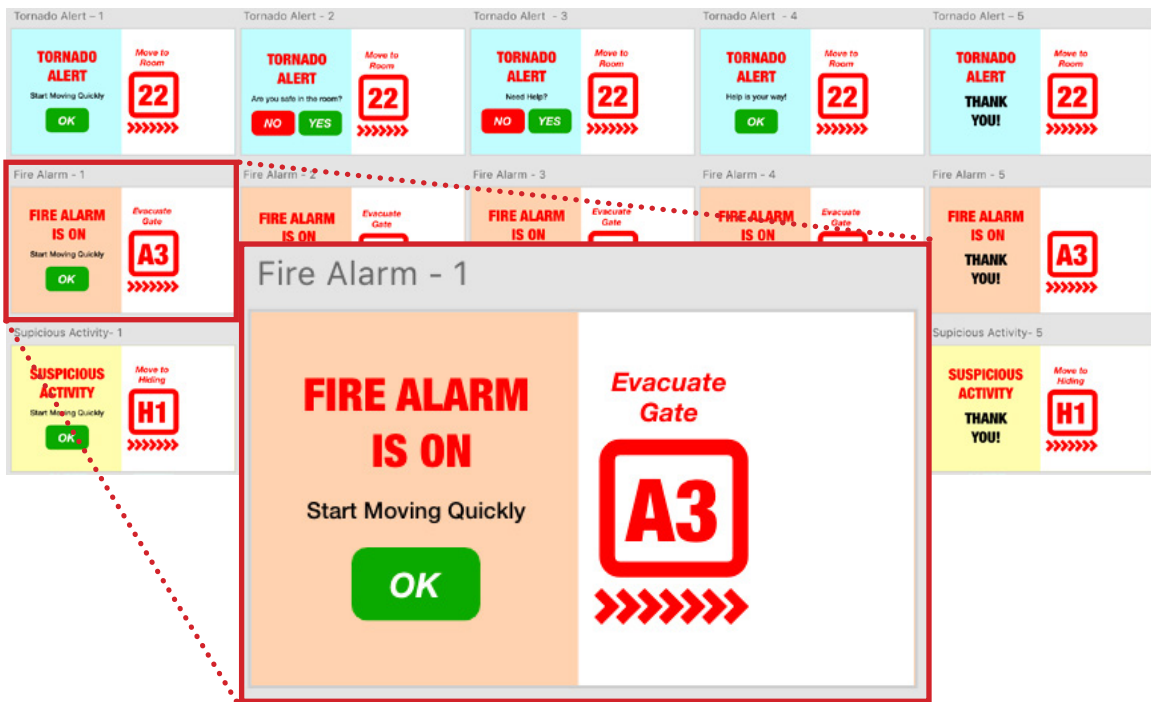 Tornado Alert – 1
TORNADO
ALERT
Start Moving Quickly
OK
Move to
Room
22
Tornado Alert - 2
TORNADO
ALERT
Are you safe in the room?
NO YES
Move to
Room
22
Tornado Alert - 3
TORNADO
ALERT
Need Help?
NO YES
Move to
Room
22
Tornado Alert - 4
TORNADO
ALERT
Help is your way!
OK
Move to
Room
22
Tornado Alert – 5
TORNADO
ALERT
THANK
YOU!
Move to
Room
22
Fire Alarm - 1
FIRE ALARM
IS ON
Start Moving Quickly
OK
Evacuate
Gate
A3
Fire Alarm - 2
FIRE ALARM
IS ON
Evacuate
Gate
Fire Alarm - 3
FIRE ALARM
IS ON
Evacuate
Gate
Fire Alarm - 4
FIRE ALARM
IS ON
Evacuate
Gate
Fire Alarm - 5
FIRE ALARM
IS ON
THANK
YOU!
A3
Fire Alarm - 1
FIRE ALARM
IS ON
Start Moving Quickly
OK
Evacuate
Gate
A3
Supicious Activity- 1
SUSPICIOUS
ACTIVITY
Start Moving Quickly
OK
Move to
Hiding
H1
Supicious Activity- 5
SUSPICIOUS
ACTIVITY
THANK
YOU!
Move to
Hiding
H1